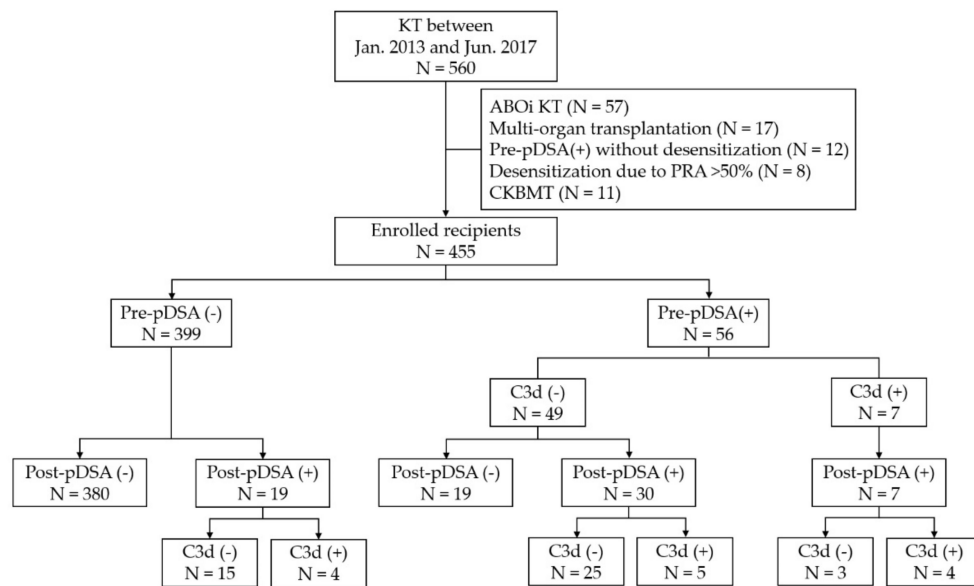 KT between
Jan. 2013 and Jun. 2017
N = 560
ABOi KT (N = 57)
Multi-organ transplantation (N = 17)
Pre-pDSA(+) without desensitization (N = 12)
Desensitization due to PRA >50% (N = 8)
CKBMT (N = 11)
Enrolled recipients
N = 455
Pre-pDSA (-)
N = 399
Pre-pDSA(+)
N = 56
C3d (-)
N = 49
C3d (+)
N = 7
Post-pDSA (-)
N = 380
Post-pDSA (+)
N = 19
Post-pDSA (-)
N = 19
Post-pDSA (+)
N = 30
Post-pDSA (+)
N = 7
C3d (-)
N = 15
C3d (+)
N = 4
C3d (-)
N = 25
C3d (+)
N = 5
C3d (-)
N = 3
C3d (+)
N = 4